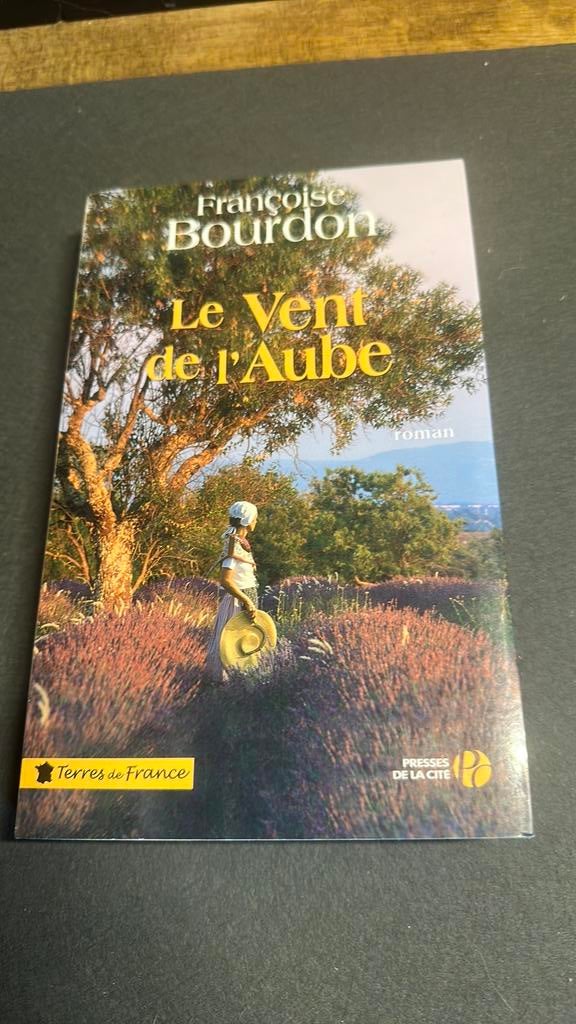 Françoise
Bourdon
Le Vent
de l'Aube
roman
Terres de France
PRESSES
DE LA CITÉ